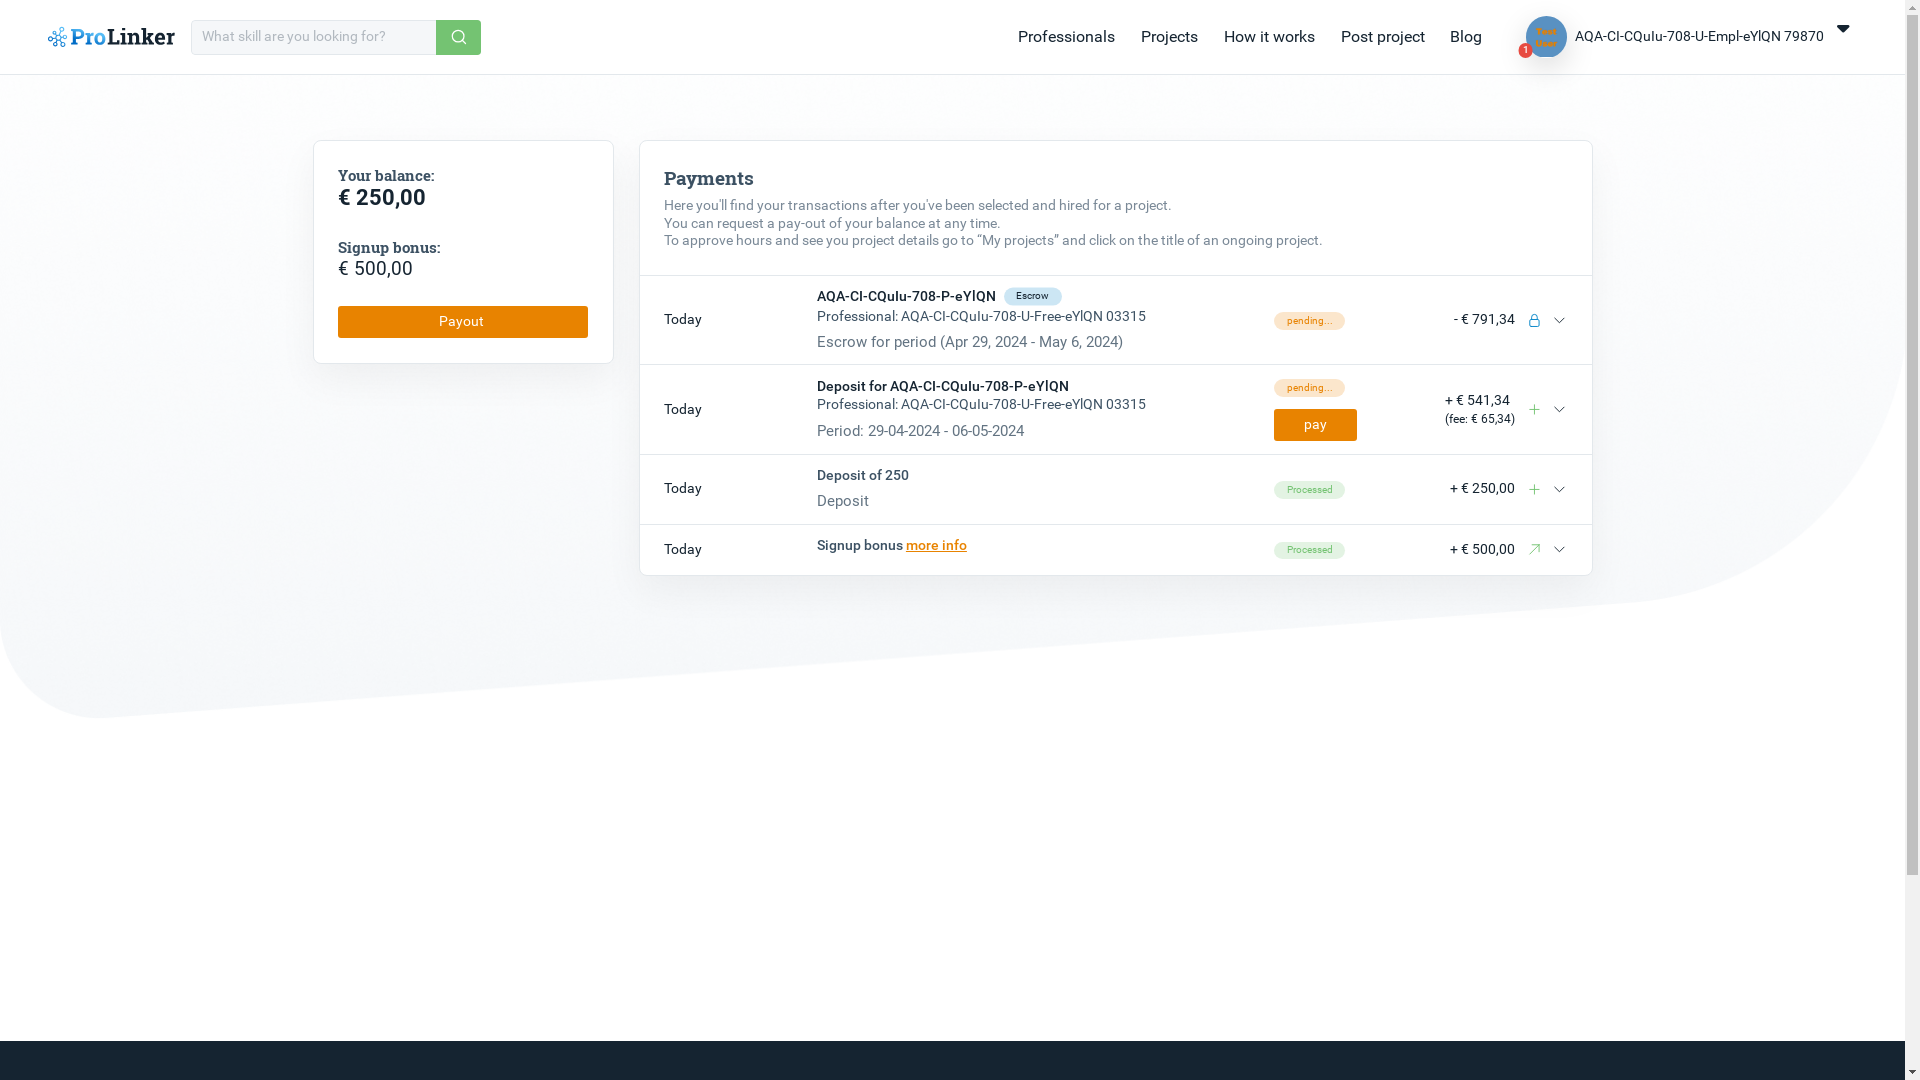 ProLinker
What skill are you looking for?
Professionals
Projects
How it works
Post project
Blog
Test
User
1
AQA-CI-CQuIu-708-U-Empl-eYlQN 79870
Your balance:
€ 250,00
Signup bonus:
€ 500,00
Payout
Payments
Here you'll find your transactions after you've been selected and hired for a project.
You can request a pay-out of your balance at any time.
To approve hours and see you project details go to “My projects” and click on the title of an ongoing project.
Today
AQA-CI-CQuIu-708-P-eYlQN Escrow
Professional: AQA-CI-CQuIu-708-U-Free-eYlQN 03315
Escrow for period (Apr 29, 2024 - May 6, 2024)
pending...
- € 791,34
Today
Deposit for AQA-CI-CQuIu-708-P-eYlQN
Professional: AQA-CI-CQuIu-708-U-Free-eYlQN 03315
Period: 29-04-2024 - 06-05-2024
pending...
pay
+ € 541,34
(fee: € 65,34)
Today
Deposit of 250
Deposit
Processed
+ € 250,00
Today
Signup bonus more info
Processed
+ € 500,00